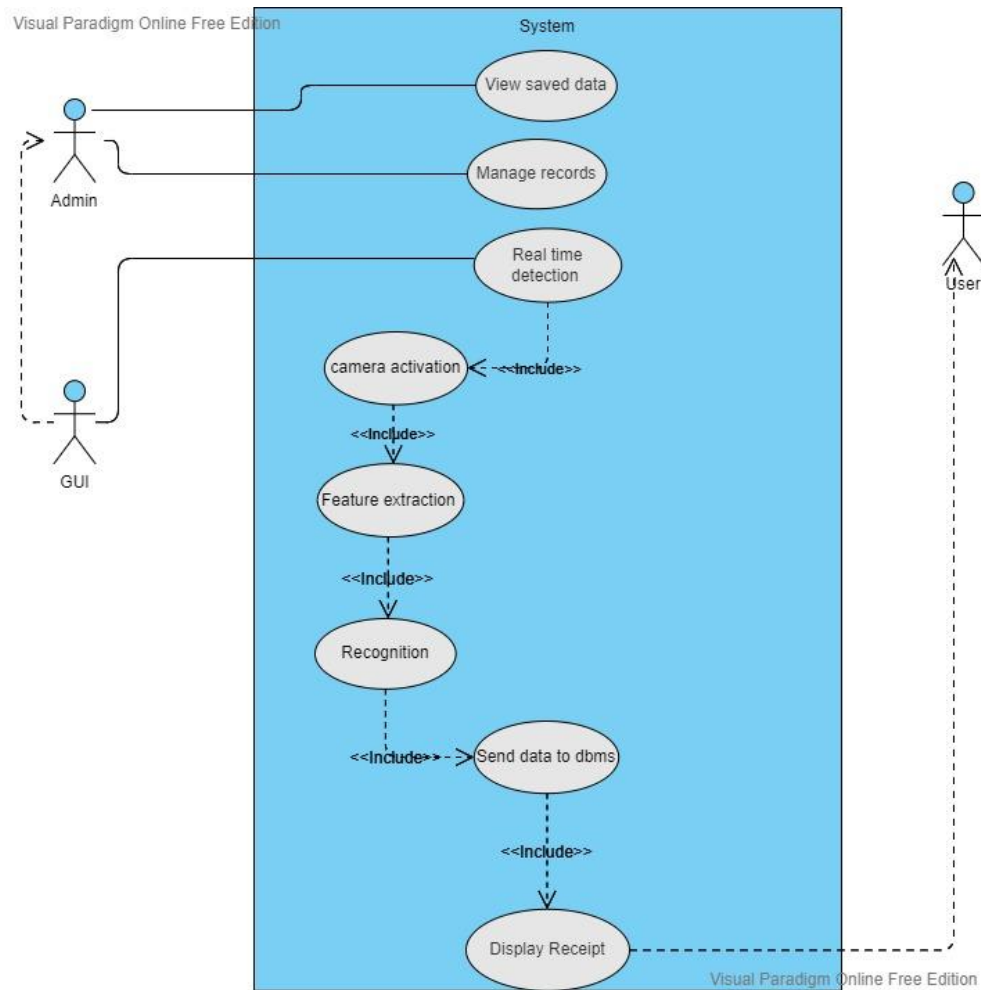 Visual Paradigm Online Free Edition
System
View saved data
Admin
Manage records
Real time
detection
User
camera activation
<<Include>>
GUI
<<Include>>
Feature extraction
<<Include>>
Recognition
<<Include>>
Send data to dbms
<<Include>>
Display Receipt
Visual Paradigm Online Free Edition